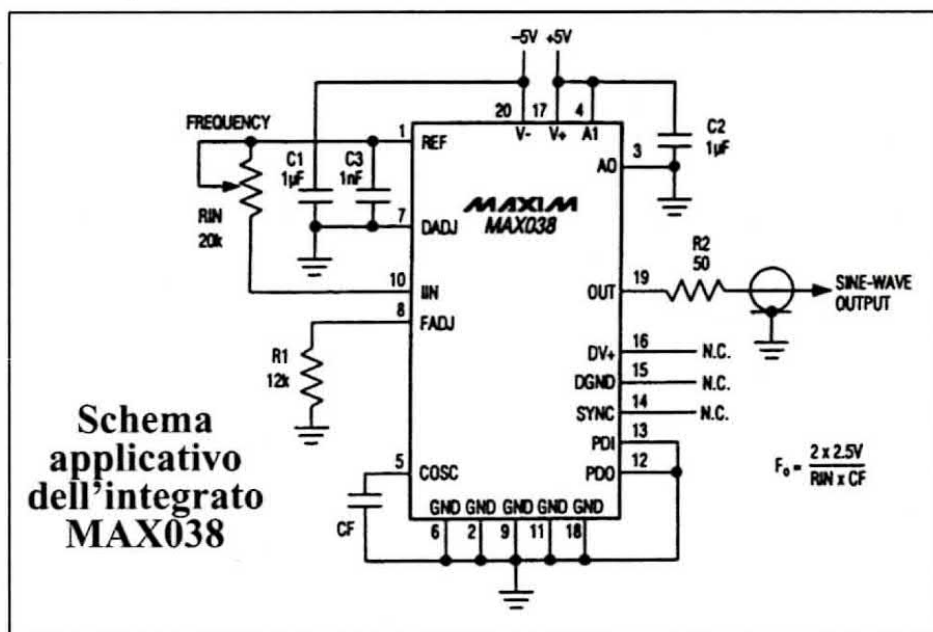 −5V +5V
20 17 4
V- V+ A1
FREQUENCY
1 REF
C1
1µF
C3
1nF
C2
1µF
3
AO
MAXIM
MAX038
7 DADJ
RIN
20k
R2
50
10 IIN
OUT 19
SINE-WAVE
OUTPUT
8 FADJ
R1
12k
DV+ 16 N.C.
DGND 15 N.C.
SYNC 14 N.C.
PDI 13
PDO 12
Schema
applicativo
dell'integrato
MAX038
5 COSC
CF
GND GND GND GND GND
6 2 9 11 18
F₀ = 2 x 2.5V / RIN x CF